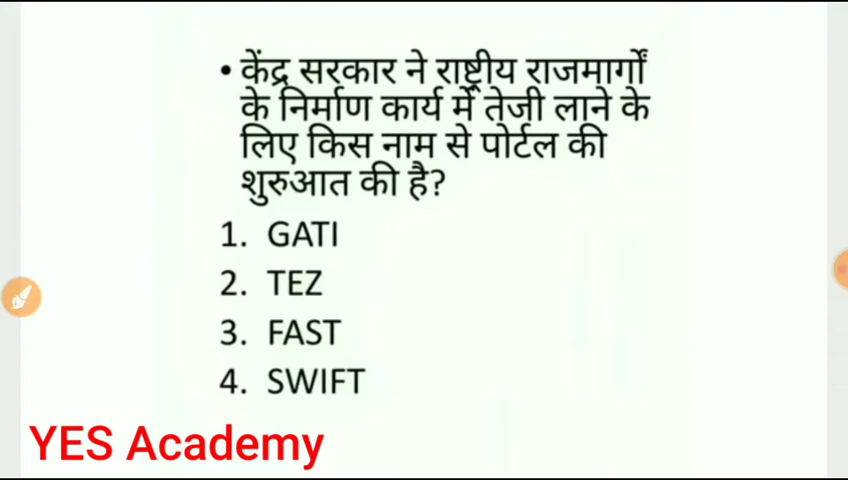 • केंद्र सरकार ने राष्ट्रीय राजमार्गों
के निर्माण कार्य में तेजी लाने के
लिए किस नाम से पोर्टल की
शुरुआत की है?
1. GATI
2. TEZ
3. FAST
4. SWIFT
YES Academy